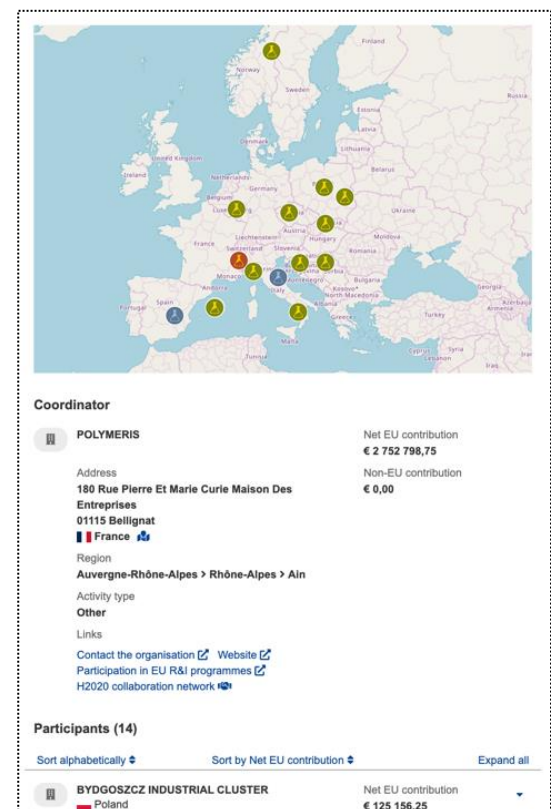 Finland
Norway
Sweden
Russia
Estonia
Latvia
Denmark
Lithuania
United Kingdom
Ireland
Netherlands
Belarus
Germany
Belgium
Ukraine
Austria
Liechtenstein
Hungary
Moldova
France
Switzerland
Slovenia
Romania
Monaco
Serbia
Andorra
Italy
Bulgaria
Georgia
Kosovo*
North Macedonia
Portugal
Spain
Albania
Greece
Turkey
Armenia
Azerbaija
Malta
Cyprus
Syria
Lebanon
Tunisia
Iraq
Coordinator
POLYMERIS
Net EU contribution
€ 2 752 798,75
Address
Non-EU contribution
180 Rue Pierre Et Marie Curie Maison Des
€ 0,00
Entreprises
01115 Bellignat
France
Region
Auvergne-Rhône-Alpes > Rhône-Alpes > Ain
Activity type
Other
Links
Contact the organisation Website
Participation in EU R&I programmes
H2020 collaboration network
Participants (14)
Sort alphabetically Sort by Net EU contribution Expand all
BYDGOSZCZ INDUSTRIAL CLUSTER
Net EU contribution
Poland
€ 125 156,25